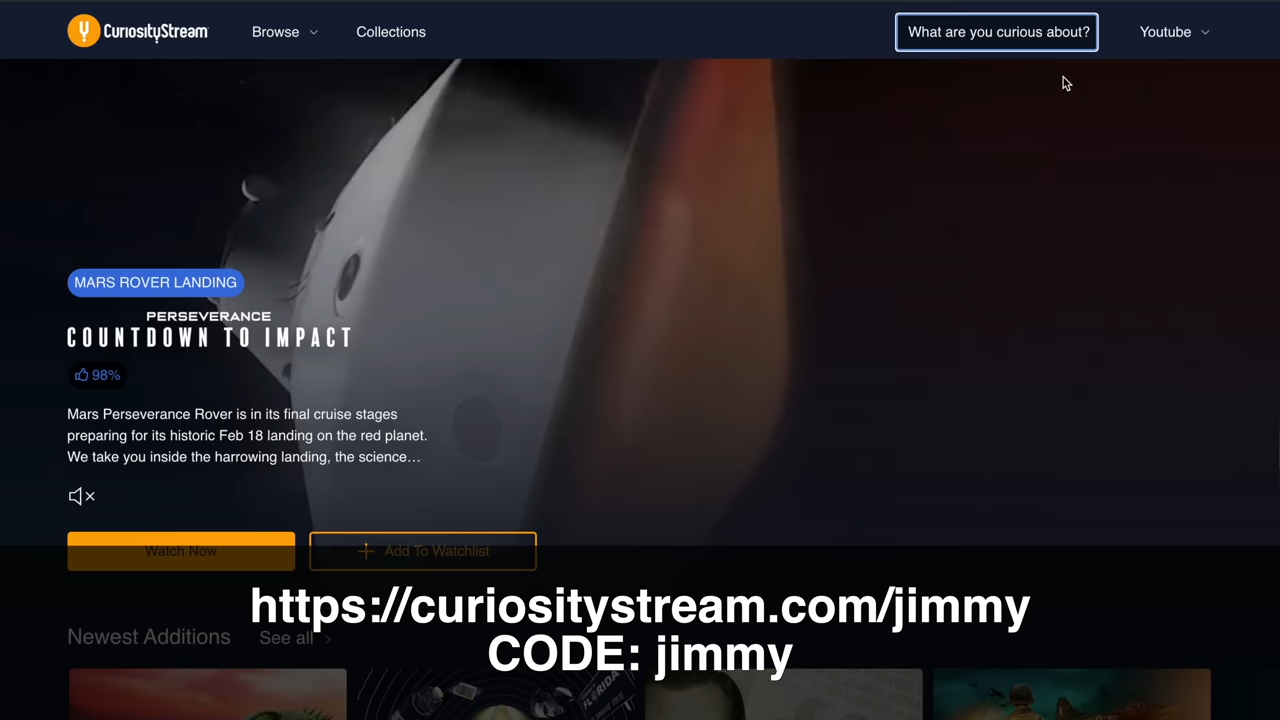 CuriosityStream
Browse
Collections
What are you curious about?
Youtube
MARS ROVER LANDING
PERSEVERANCE
COUNTDOWN TO IMPACT
98%
Mars Perseverance Rover is in its final cruise stages
preparing for its historic Feb 18 landing on the red planet.
We take you inside the harrowing landing, the science…
Watch Now
Add To Watchlist
https://curiositystream.com/jimmy
CODE: jimmy
Newest Additions
See all
FLORIDA